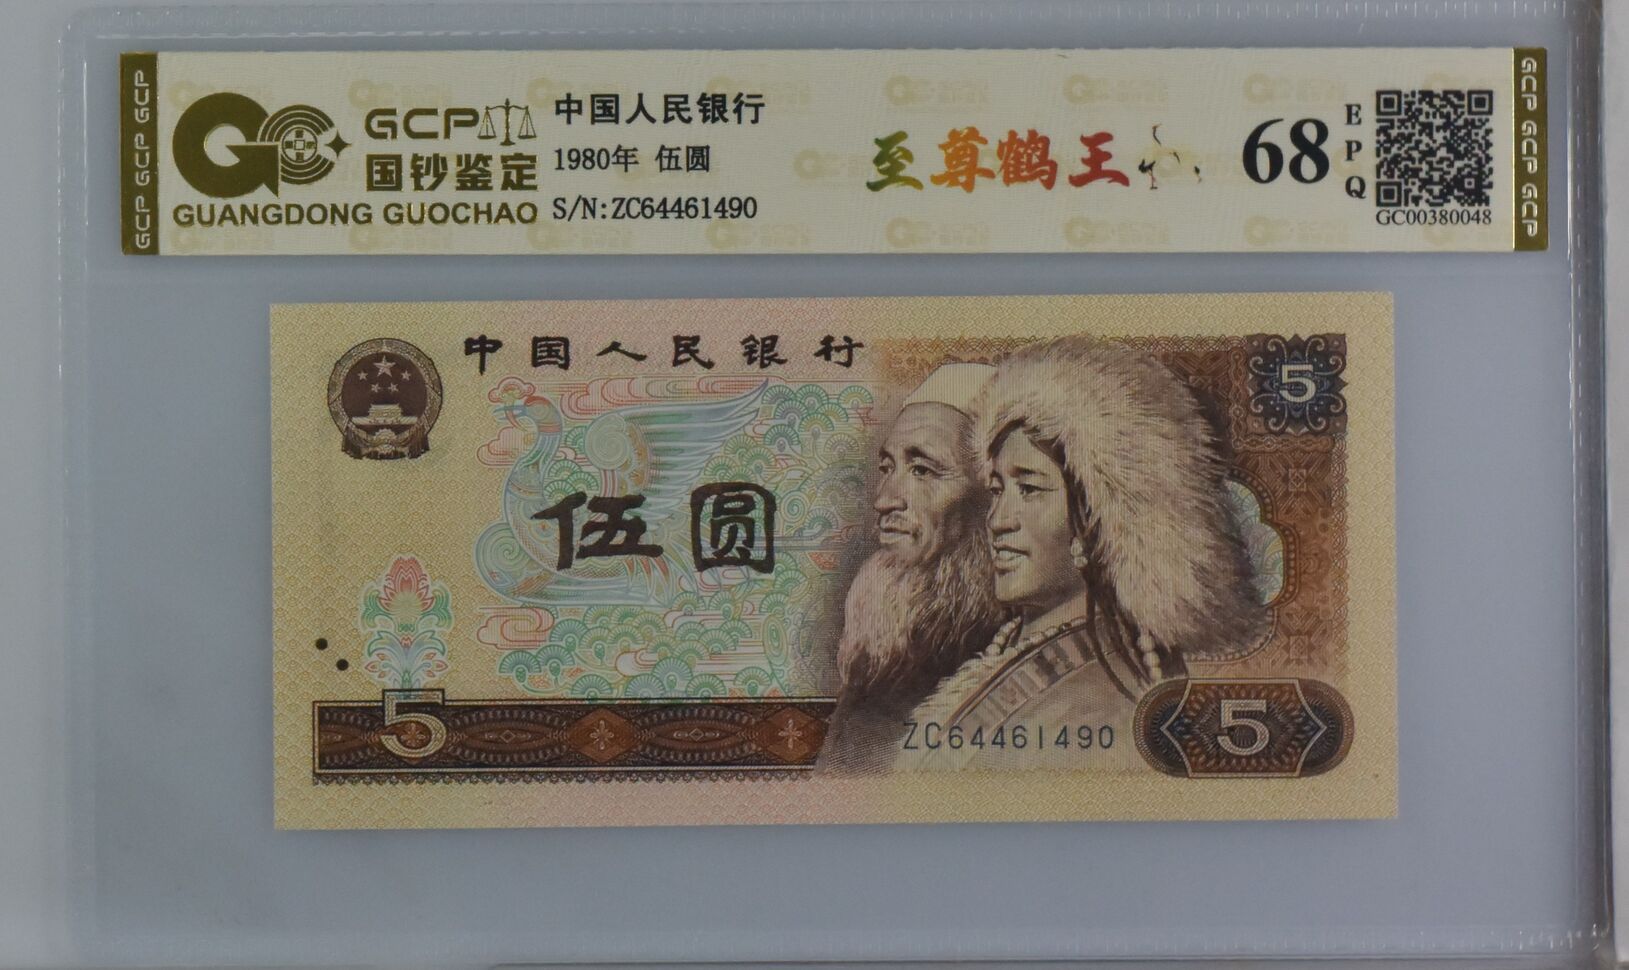 GCP GCP GCP
GCP
国钞鉴定
GUANGDONG GUOCHAO
中国人民银行
1980年 伍圆
S/N:ZC64461490
至尊鹤王
68
EPQ
GC00380048
GCP GCP GCP
中国人民银行
5
伍圆
5
ZC64461490
5